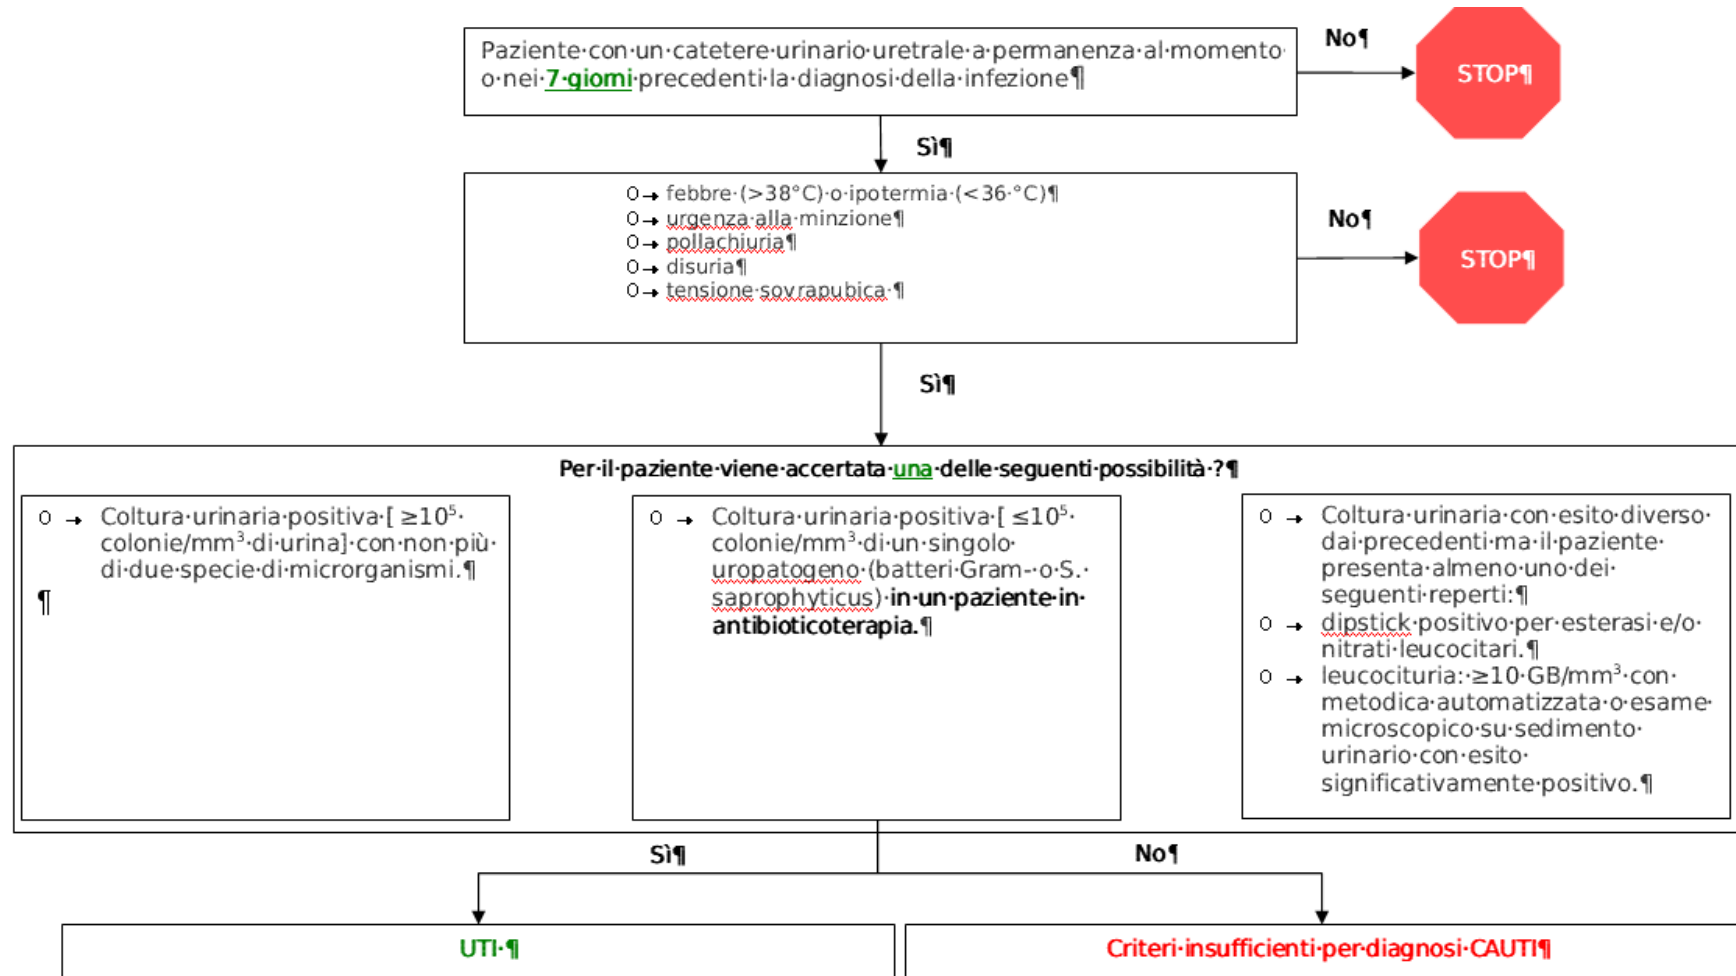 Paziente·con·un·catetere·urinario·uretrale·a·permanenza·al·momento·
o·nei·7·giorni·precedenti·la·diagnosi·della·infezione¶
No¶
STOP¶
Sì¶
O→ febbre·(>38°C)·o·ipotermia·(<36·°C)¶
O→ urgenza·alla·minzione¶
O→ pollachiuria¶
O→ disuria¶
O→ tensione·sovrapubica·¶
No¶
STOP¶
Sì¶
Per·il·paziente·viene·accertata·una·delle·seguenti·possibilità·?¶
O → Coltura·urinaria·positiva·[ ≥10⁵·
colonie/mm³·di·urina]·con·non·più·
di·due·specie·di·microrganismi.¶
¶
O → Coltura·urinaria·positiva·[ ≤10⁵·
colonie/mm³·di·un·singolo·
uropatogeno·(batteri·Gram-·o·S.·
saprophyticus)·in·un·paziente·in·
antibioticoterapia.¶
O → Coltura·urinaria·con·esito·diverso·
dai·precedenti·ma·il·paziente·
presenta·almeno·uno·dei·
seguenti·reperti:¶
O → dipstick·positivo·per·esterasi·e/o·
nitrati·leucocitari.¶
O → leucocituria:·≥10·GB/mm³·con·
metodica·automatizzata·o·esame·
microscopico·su·sedimento·
urinario·con·esito·
significativamente·positivo.¶
Sì¶
No¶
UTI·¶
Criteri·insufficienti·per·diagnosi·CAUTI¶